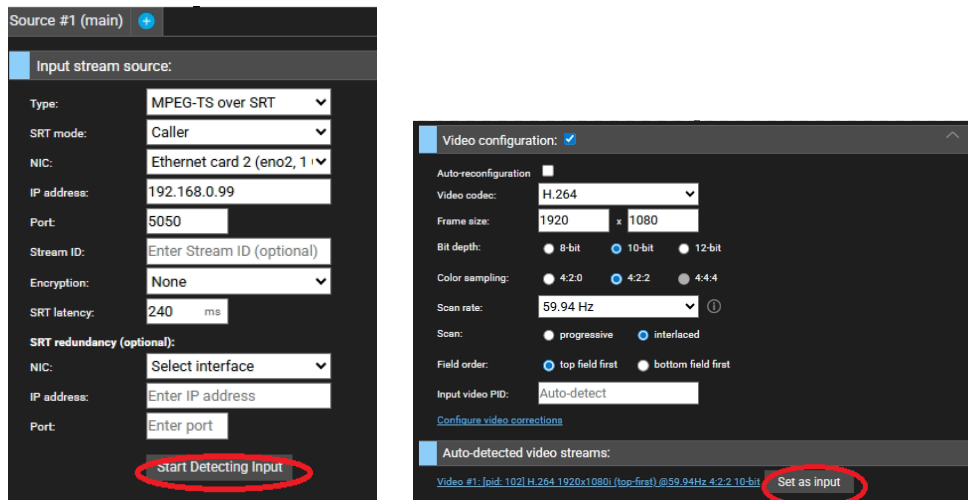 Source #1 (main) +
Input stream source:
Type: MPEG-TS over SRT
SRT mode: Caller
NIC: Ethernet card 2 (eno2, 1
IP address: 192.168.0.99
Port: 5050
Stream ID: Enter Stream ID (optional)
Encryption: None
SRT latency: 240 ms
SRT redundancy (optional):
NIC: Select interface
IP address: Enter IP address
Port: Enter port
Start Detecting Input
Video configuration:
Auto-reconfiguration
Video codec: H.264
Frame size: 1920 x 1080
Bit depth: 8-bit 10-bit 12-bit
Color sampling: 4:2:0 4:2:2 4:4:4
Scan rate: 59.94 Hz
Scan: progressive interlaced
Field order: top field first bottom field first
Input video PID: Auto-detect
Configure video corrections
Auto-detected video streams:
Video #1: [pid: 102] H.264 1920x1080i (top-first) @59.94Hz 4:2:2 10-bit Set as input